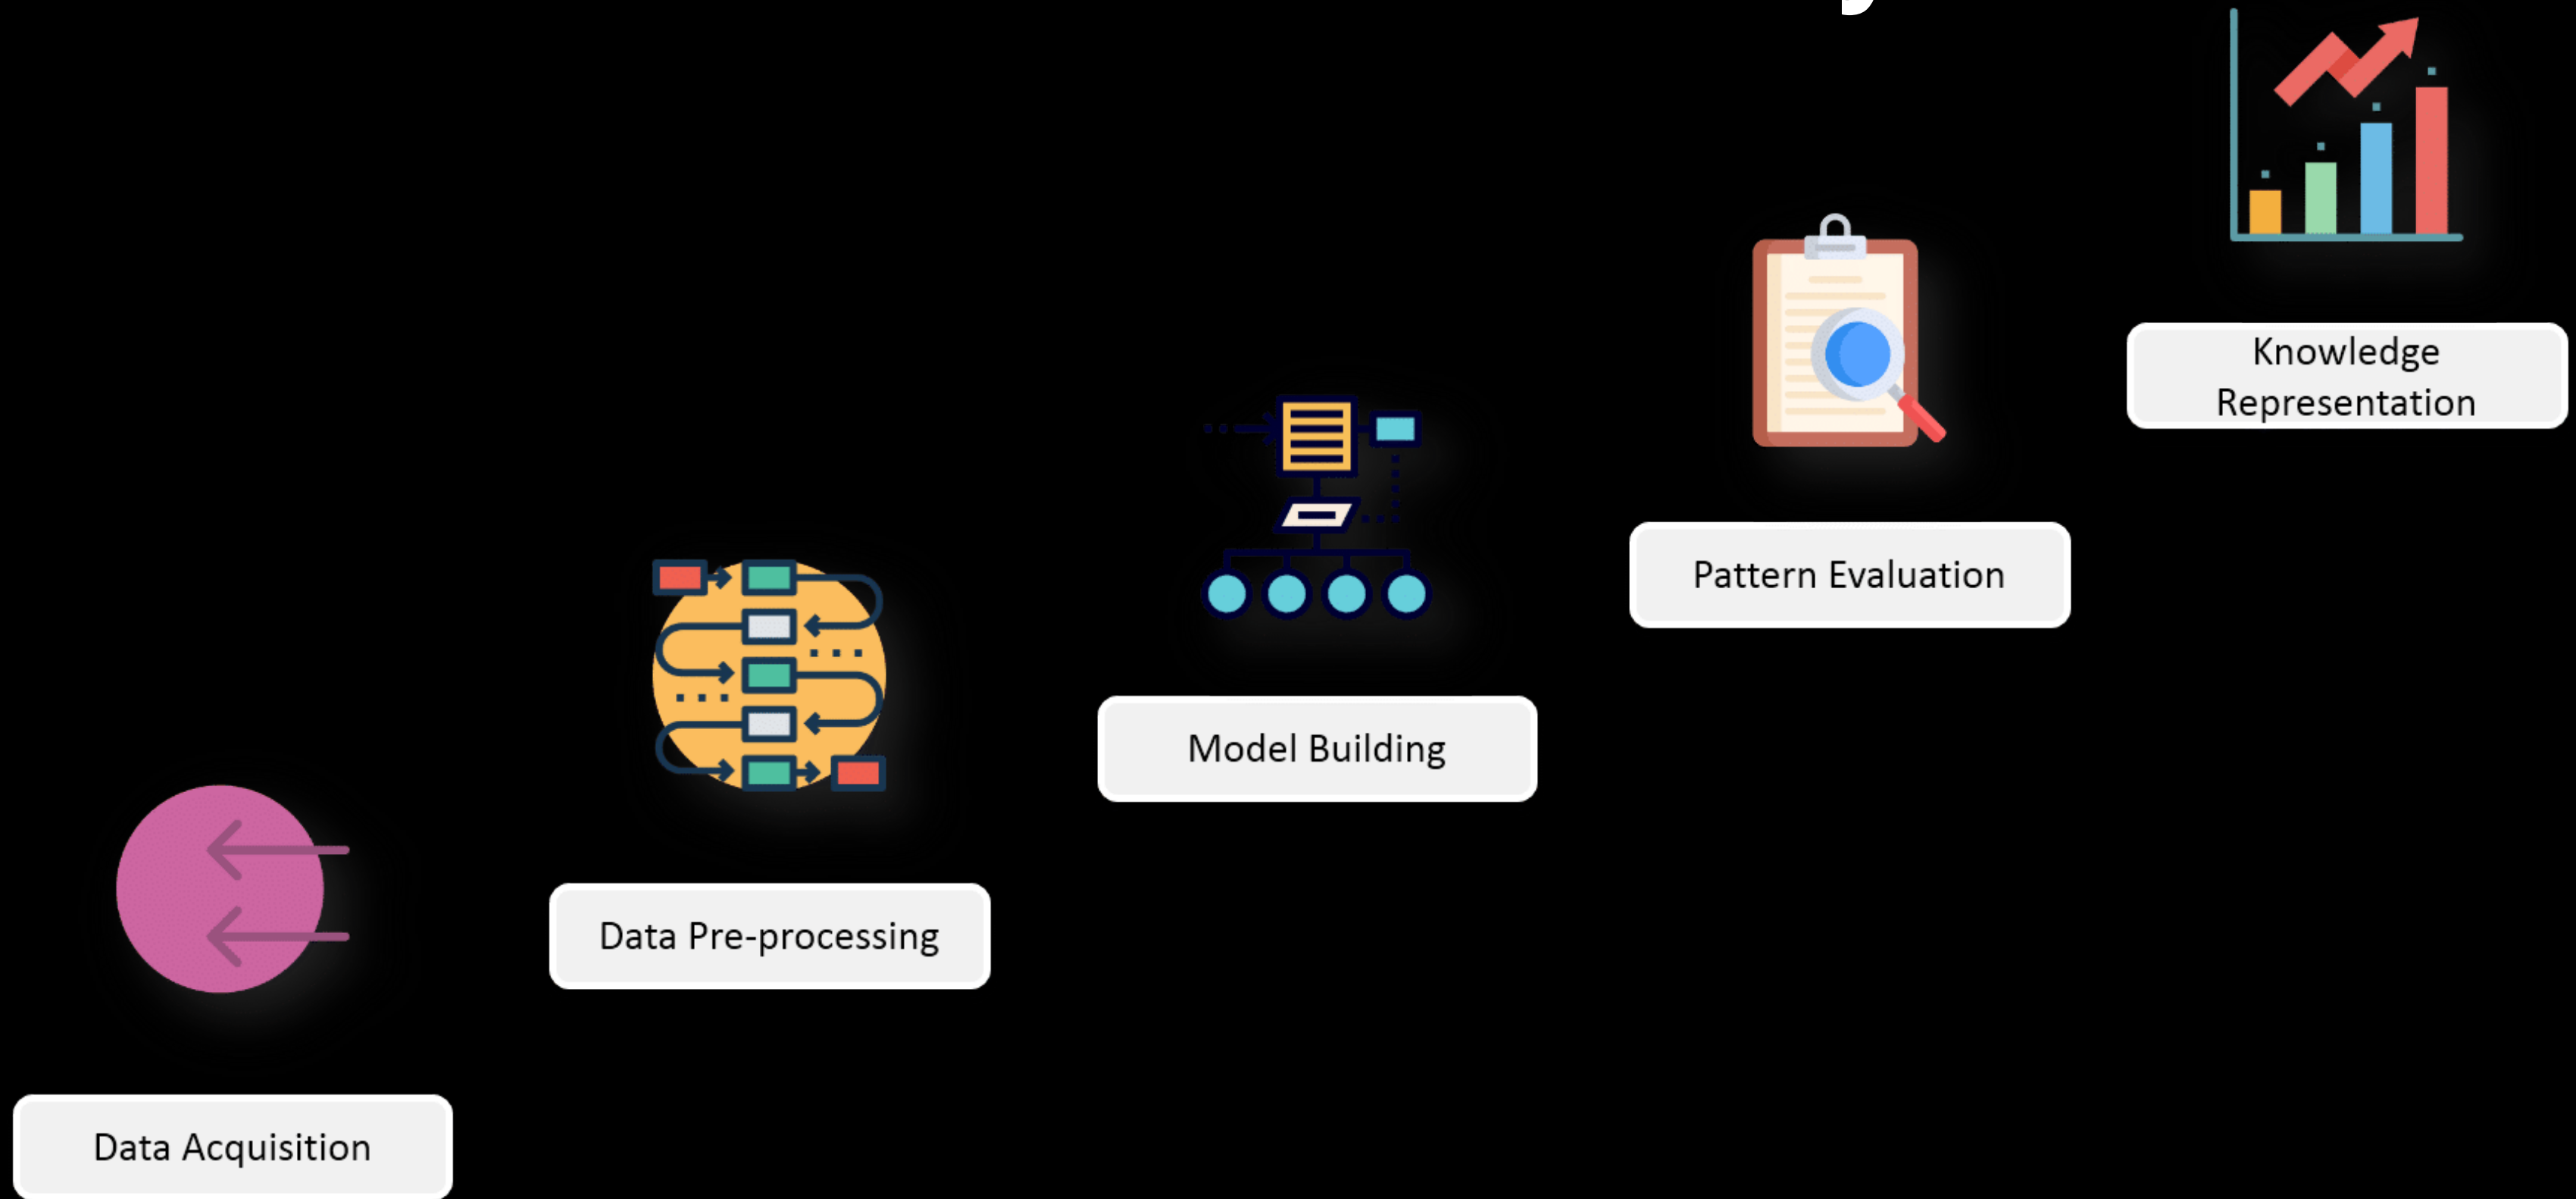 Knowledge
Representation
Pattern Evaluation
Model Building
Data Pre-processing
Data Acquisition